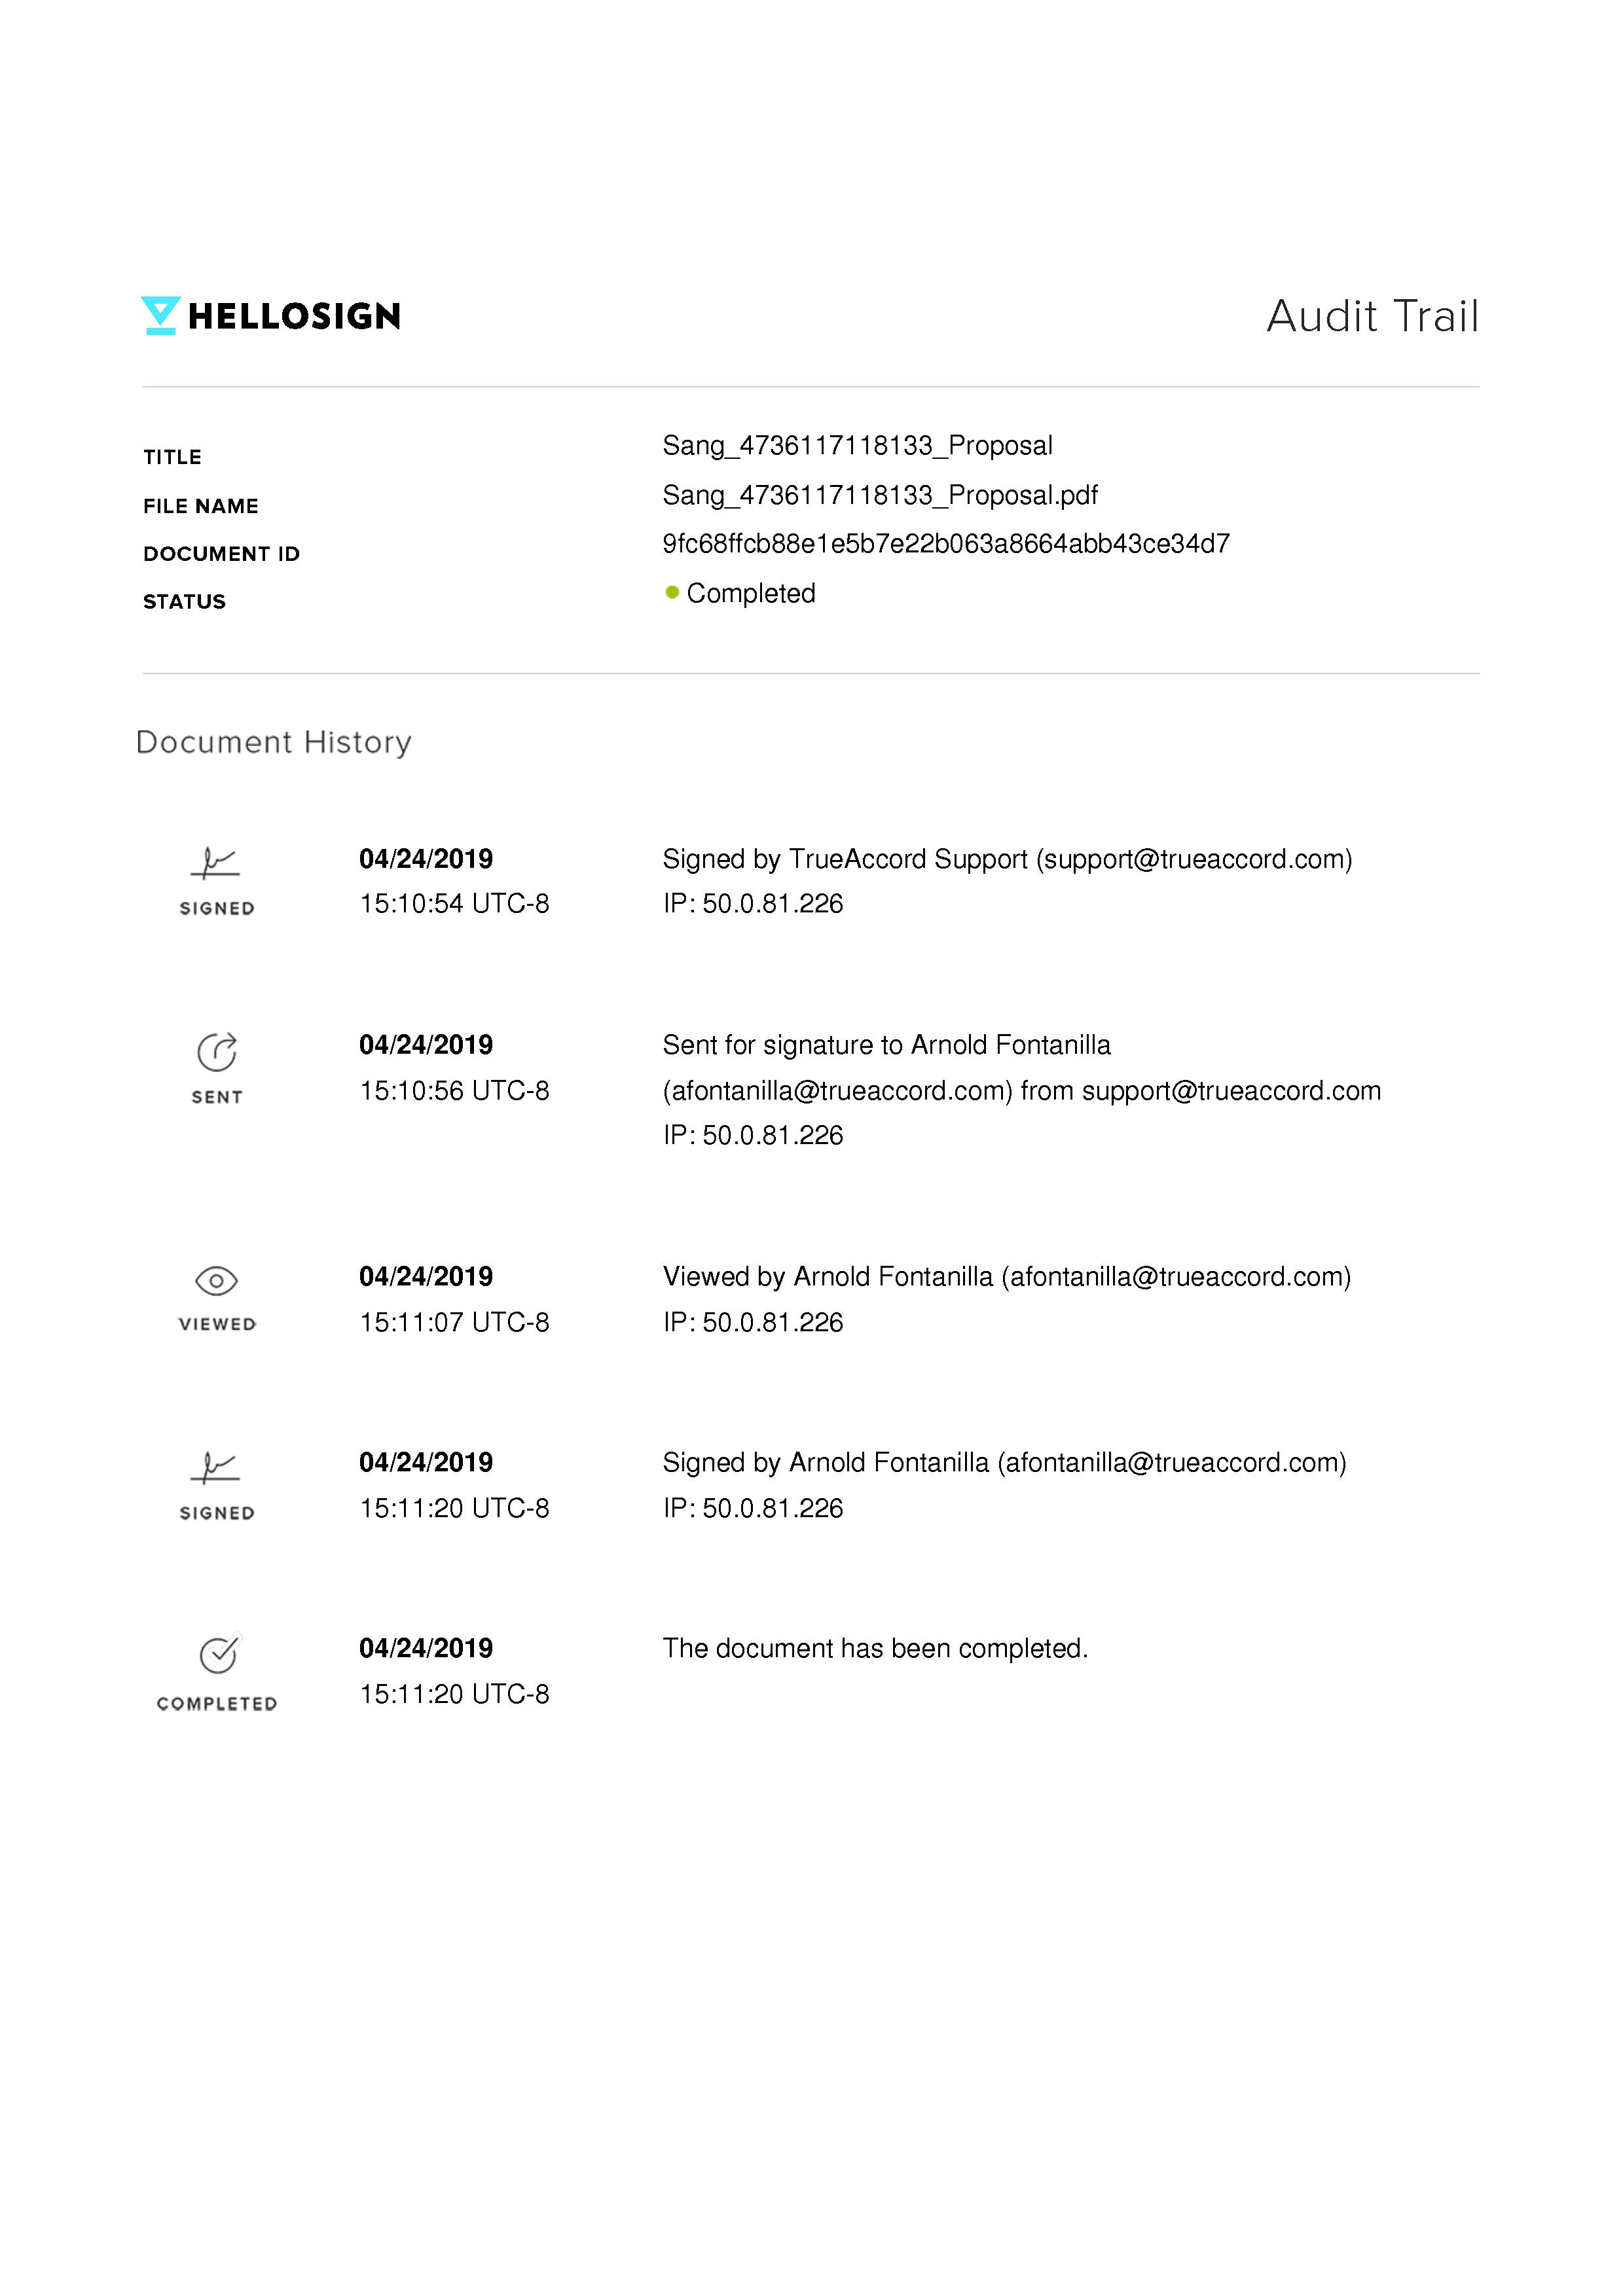 HELLOSIGN
Audit Trail
TITLE
Sang_4736117118133_Proposal
FILE NAME
Sang_4736117118133_Proposal.pdf
DOCUMENT ID
9fc68ffcb88e1e5b7e22b063a8664abb43ce34d7
STATUS
Completed
Document History
SIGNED
04/24/2019
15:10:54 UTC-8
Signed by TrueAccord Support (support@trueaccord.com)
IP: 50.0.81.226
SENT
04/24/2019
15:10:56 UTC-8
Sent for signature to Arnold Fontanilla
(afontanilla@trueaccord.com) from support@trueaccord.com
IP: 50.0.81.226
VIEWED
04/24/2019
15:11:07 UTC-8
Viewed by Arnold Fontanilla (afontanilla@trueaccord.com)
IP: 50.0.81.226
SIGNED
04/24/2019
15:11:20 UTC-8
Signed by Arnold Fontanilla (afontanilla@trueaccord.com)
IP: 50.0.81.226
COMPLETED
04/24/2019
15:11:20 UTC-8
The document has been completed.